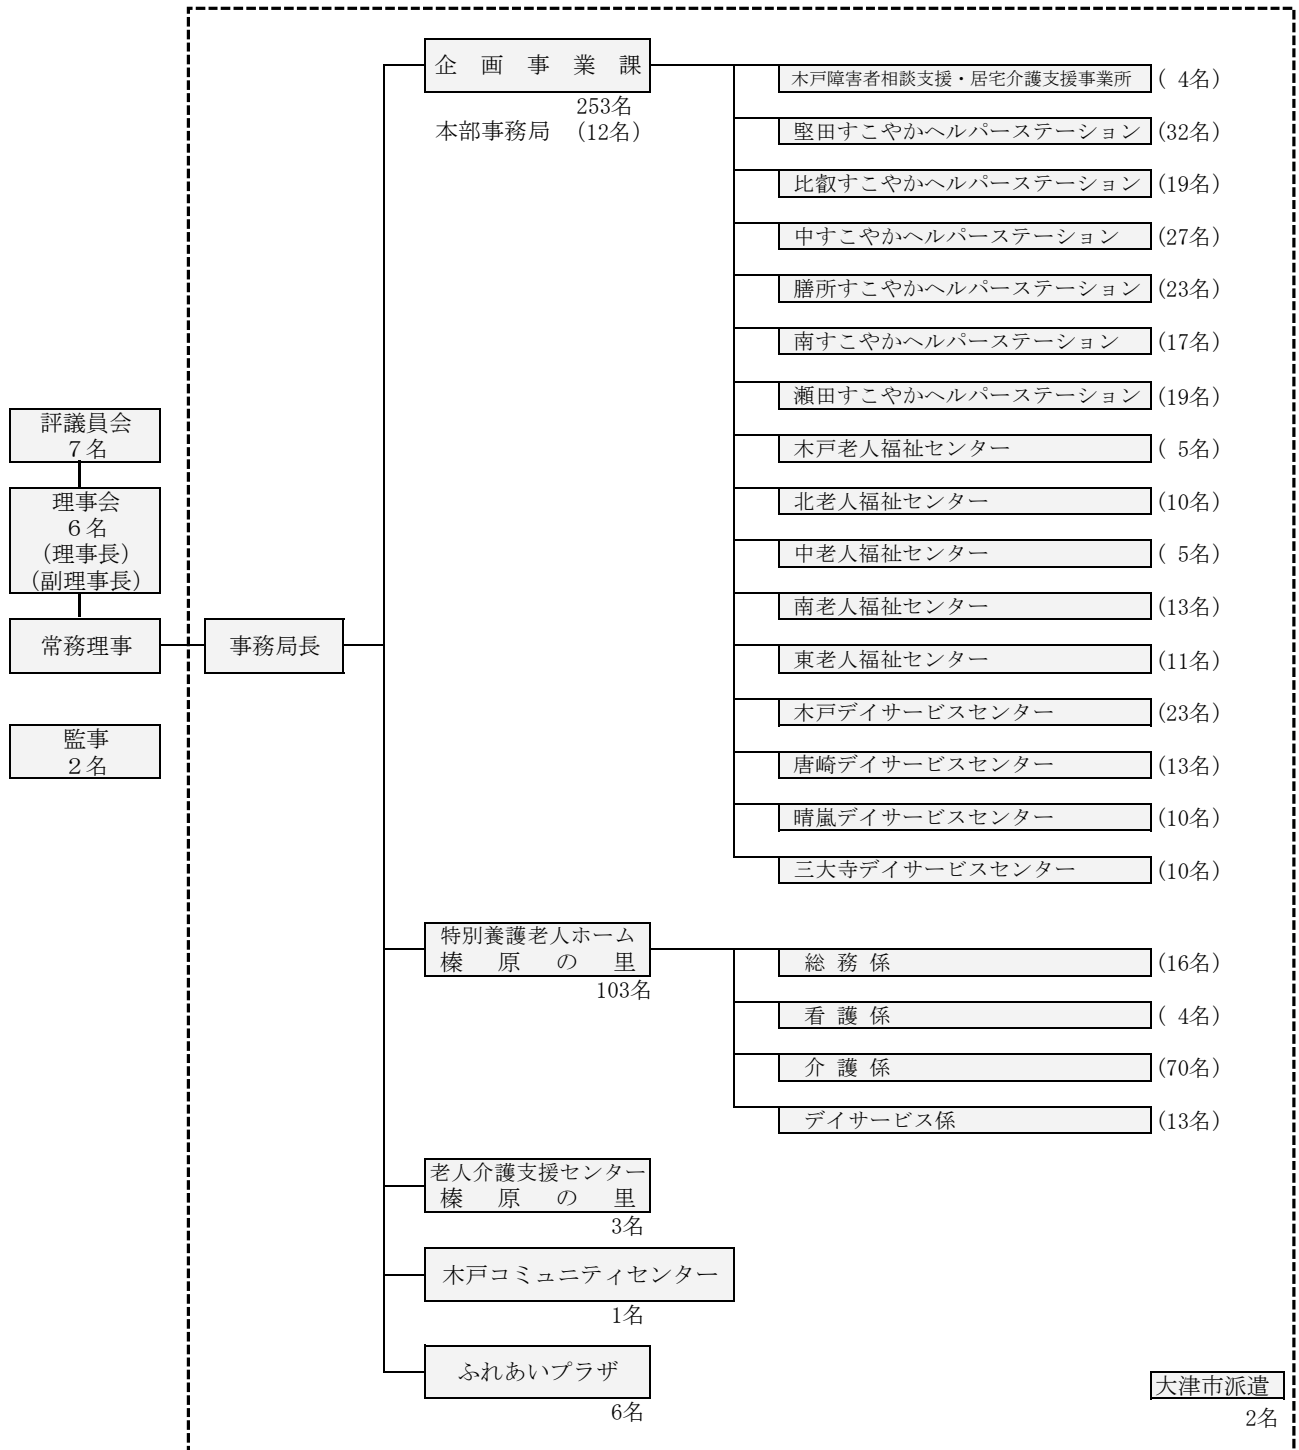 評議員会
７名
理事会
６名
（理事長）
（副理事長）
常務理事
監事
２名
事務局長
企　画　事　業　課
253名
本部事務局　（12名）
木戸障害者相談支援・居宅介護支援事業所 （ 4名）
堅田すこやかヘルパーステーション （32名）
比叡すこやかヘルパーステーション （19名）
中すこやかヘルパーステーション （27名）
膳所すこやかヘルパーステーション （23名）
南すこやかヘルパーステーション （17名）
瀬田すこやかヘルパーステーション （19名）
木戸老人福祉センター （ 5名）
北老人福祉センター （10名）
中老人福祉センター （ 5名）
南老人福祉センター （13名）
東老人福祉センター （11名）
木戸デイサービスセンター （23名）
唐崎デイサービスセンター （13名）
晴嵐デイサービスセンター （10名）
三大寺デイサービスセンター （10名）
特別養護老人ホーム
榛　原　の　里
103名
総 務 係 （16名）
看 護 係 （ 4名）
介 護 係 （70名）
デイサービス係 （13名）
老人介護支援センター
榛　原　の　里
3名
木戸コミュニティセンター
1名
ふれあいプラザ
6名
大津市派遣
2名